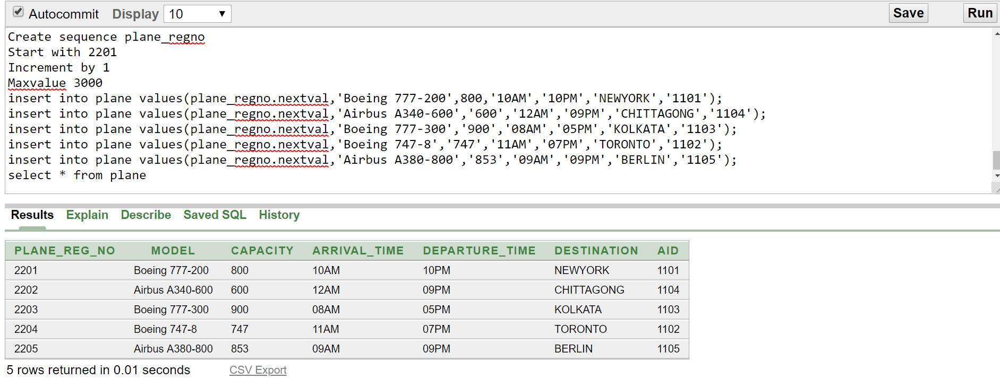 Autocommit Display 10 Save Run
Create sequence plane_regno
Start with 2201
Increment by 1
Maxvalue 3000
insert into plane values(plane_regno.nextval,'Boeing 777-200',800,'10AM','10PM','NEWYORK','1101');
insert into plane values(plane_regno.nextval,'Airbus A340-600','600','12AM','09PM','CHITTAGONG','1104');
insert into plane values(plane_regno.nextval,'Boeing 777-300','900','08AM','05PM','KOLKATA','1103');
insert into plane values(plane_regno.nextval,'Boeing 747-8','747','11AM','07PM','TORONTO','1102');
insert into plane values(plane_regno.nextval,'Airbus A380-800','853','09AM','09PM','BERLIN','1105');
select * from plane
Results Explain Describe Saved SQL History
PLANE_REG_NO MODEL CAPACITY ARRIVAL_TIME DEPARTURE_TIME DESTINATION AID
2201 Boeing 777-200 800 10AM 10PM NEWYORK 1101
2202 Airbus A340-600 600 12AM 09PM CHITTAGONG 1104
2203 Boeing 777-300 900 08AM 05PM KOLKATA 1103
2204 Boeing 747-8 747 11AM 07PM TORONTO 1102
2205 Airbus A380-800 853 09AM 09PM BERLIN 1105
5 rows returned in 0.01 seconds CSV Export